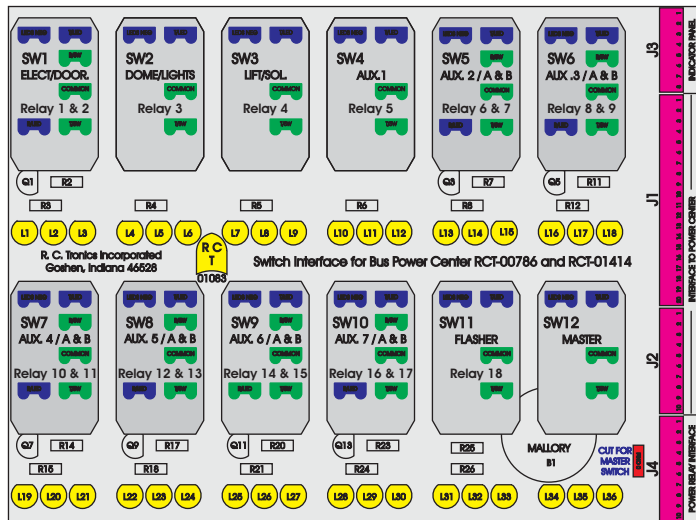 SW1
ELECT/DOOR.
COMMON
Relay 1 & 2
SW2
DOME/LIGHTS
COMMON
Relay 3
SW3
LIFT/SOL.
COMMON
Relay 4
SW4
AUX.1
COMMON
Relay 5
SW5
AUX. 2 / A & B
COMMON
Relay 6 & 7
SW6
AUX .3 / A & B
COMMON
Relay 8 & 9
Q1 R2 Q3 R7 Q5 R11
R3 R4 R5 R6 R8 R12
L1 L2 L3 L4 L5 L6 L7 L8 L9 L10 L11 L12 L13 L14 L15 L16 L17 L18
R. C. Tronics Incorporated
Goshen, Indiana 46528
R C
T
01083
Switch Interface for Bus Power Center RCT-00786 and RCT-01414
SW7
AUX. 4 / A & B
COMMON
Relay 10 & 11
SW8
AUX. 5 / A & B
COMMON
Relay 12 & 13
SW9
AUX. 6 / A & B
COMMON
Relay 14 & 15
SW10
AUX. 7 / A & B
COMMON
Relay 16 & 17
SW11
FLASHER
COMMON
Relay 18
SW12
MASTER
COMMON
Q7 R14 Q9 R17 Q11 R20 Q13 R23 R25
R15 R18 R21 R24 R26
MALLORY
B1
CUT FOR
MASTER
SWITCH
L19 L20 L21 L22 L23 L24 L25 L26 L27 L28 L29 L30 L31 L32 L33 L34 L35 L36
J3
INDICATOR PANEL
J1
INTERFACE TO POWER CENTER
J2
J4
POWER RELAY INTERFACE